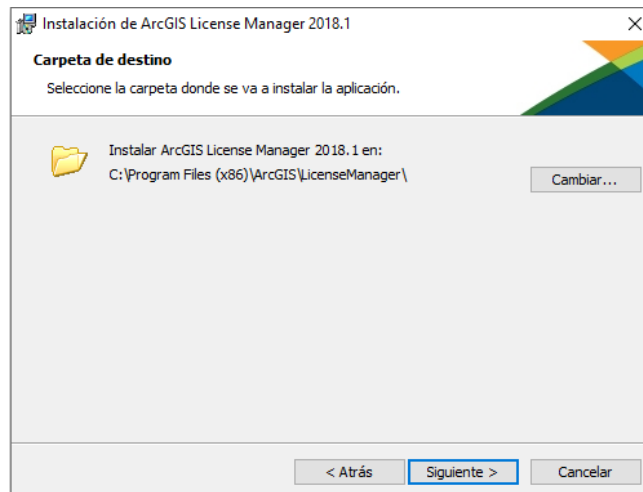 Instalación de ArcGIS License Manager 2018.1
Carpeta de destino
Seleccione la carpeta donde se va a instalar la aplicación.
Instalar ArcGIS License Manager 2018.1 en:
C:\Program Files (x86)\ArcGIS\LicenseManager\
Cambiar...
< Atrás
Siguiente >
Cancelar